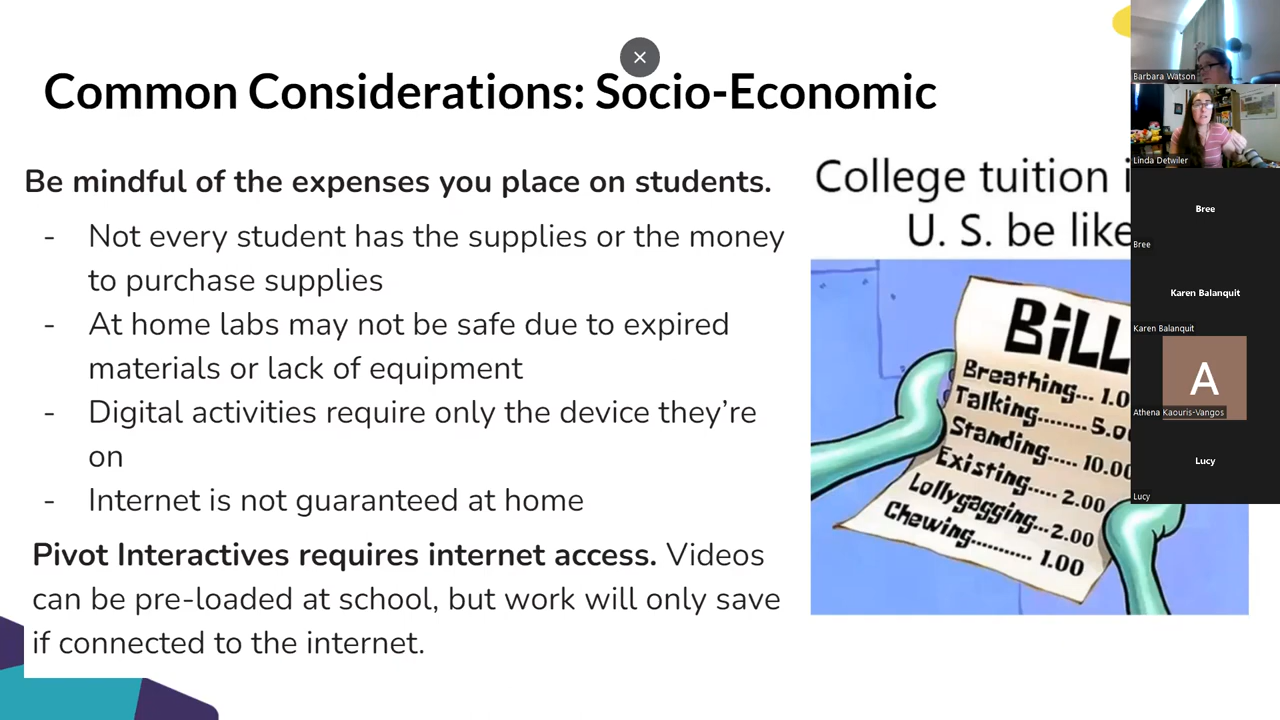 Common Considerations: Socio-Economic
Be mindful of the expenses you place on students.
- Not every student has the supplies or the money
to purchase supplies
- At home labs may not be safe due to expired
materials or lack of equipment
- Digital activities require only the device they’re
on
- Internet is not guaranteed at home
Pivot Interactives requires internet access. Videos
can be pre-loaded at school, but work will only save
if connected to the internet.
College tuition i
U. S. be like
BiLL
Breathing... 1.0
Talking........ 5.0
Standing..... 10.00
Existing..... 2.00
Lollygagging...2.00
Chewing........... 1.00
Barbara Watson
Linda Detwiler
Bree
Bree
Karen Balanquit
Karen Balanquit
A
Athena Kaouris-Vangos
Lucy
Lucy